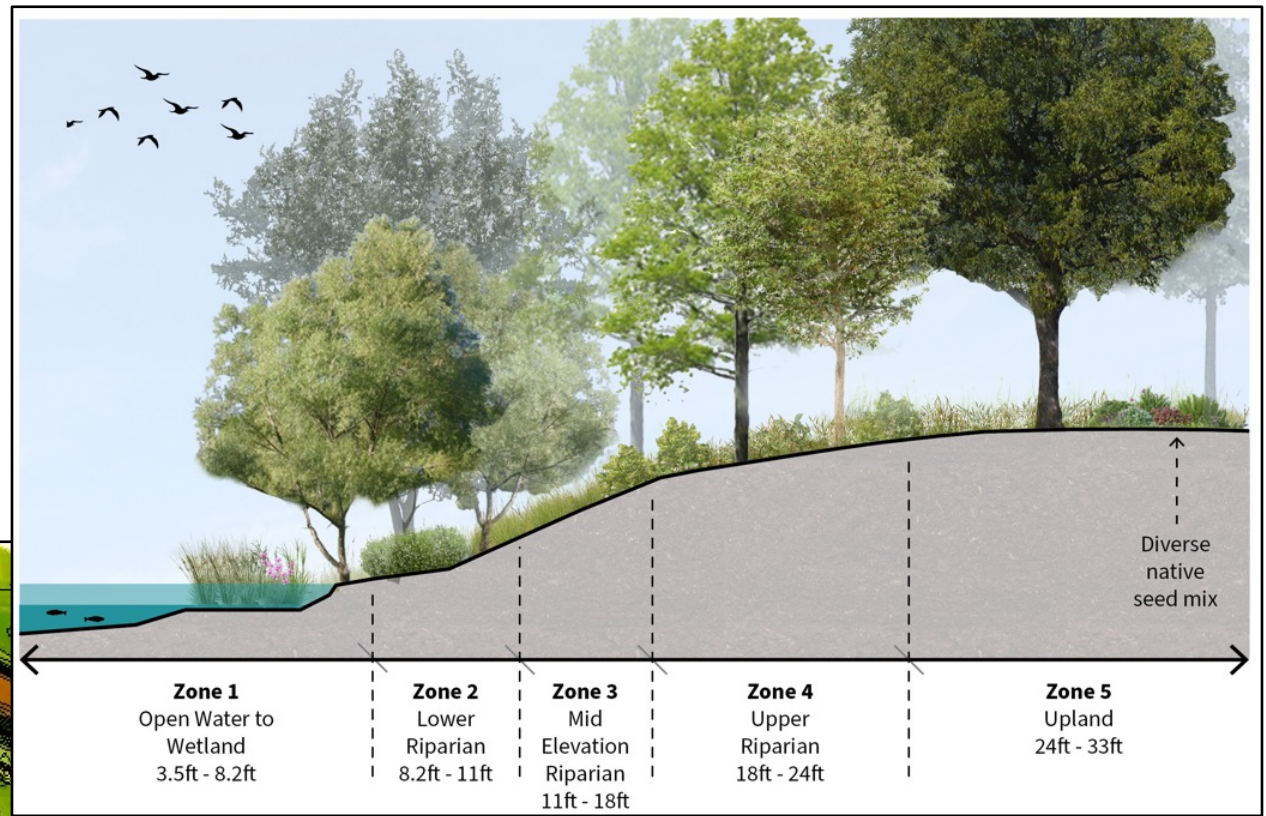 Diverse
native
seed mix
Zone 1
Open Water to
Wetland
3.5ft - 8.2ft
Zone 2
Lower
Riparian
8.2ft - 11ft
Zone 3
Mid
Elevation
Riparian
11ft - 18ft
Zone 4
Upper
Riparian
18ft - 24ft
Zone 5
Upland
24ft - 33ft